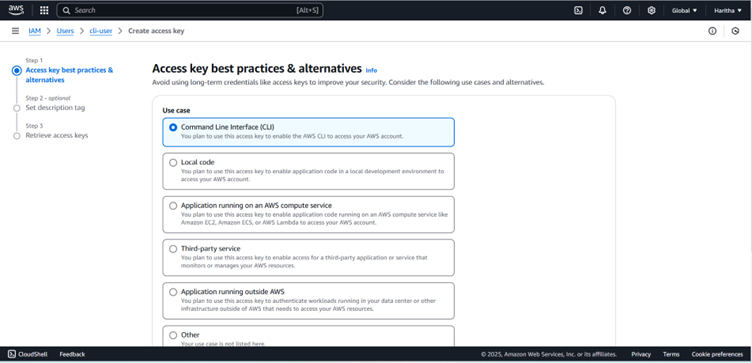 aws
Search
[Alt+S]
Global ▼
Haritha ▼
IAM > Users > cli-user > Create access key
Step 1
Access key best practices &
alternatives
Step 2 - optional
Set description tag
Step 3
Retrieve access keys
Access key best practices & alternatives Info
Avoid using long-term credentials like access keys to improve your security. Consider the following use cases and alternatives.
Use case
Command Line Interface (CLI)
You plan to use this access key to enable the AWS CLI to access your AWS account.
Local code
You plan to use this access key to enable application code in a local development environment to
access your AWS account.
Application running on an AWS compute service
You plan to use this access key to enable application code running on an AWS compute service like
Amazon EC2, Amazon ECS, or AWS Lambda to access your AWS account.
Third-party service
You plan to use this access key to enable access for a third-party application or service that
monitors or manages your AWS resources.
Application running outside AWS
You plan to use this access key to authenticate workloads running in your data center or other
infrastructure outside of AWS that needs to access your AWS resources.
Other
Your use case is not listed here.
CloudShell
Feedback
© 2025, Amazon Web Services, Inc. or its affiliates.
Privacy
Terms
Cookie preferences